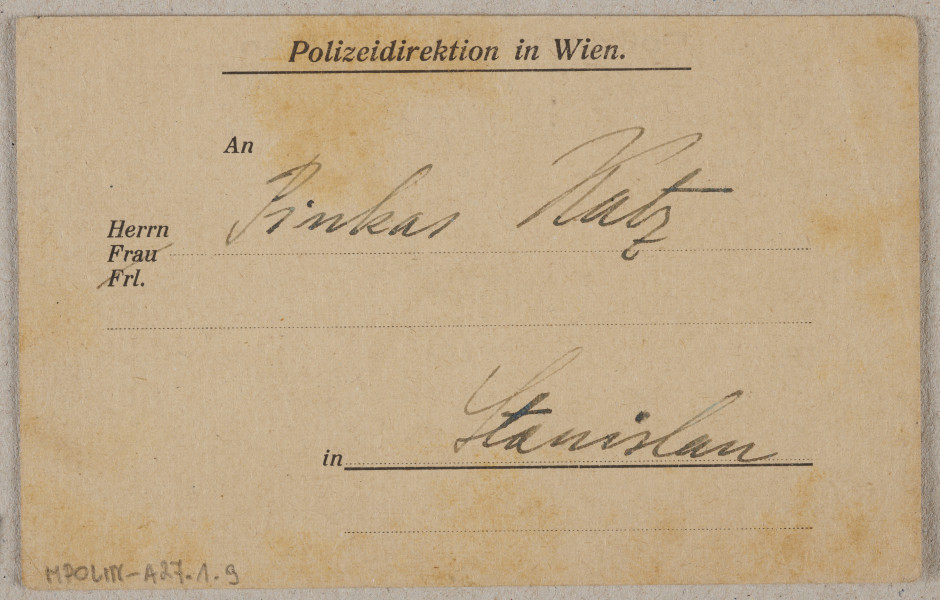 Polizeidirektion in Wien.
An
Herrn Pinkas Katz
Frau
Frl.
in Stanislau
MPOLIN-A27.1.9